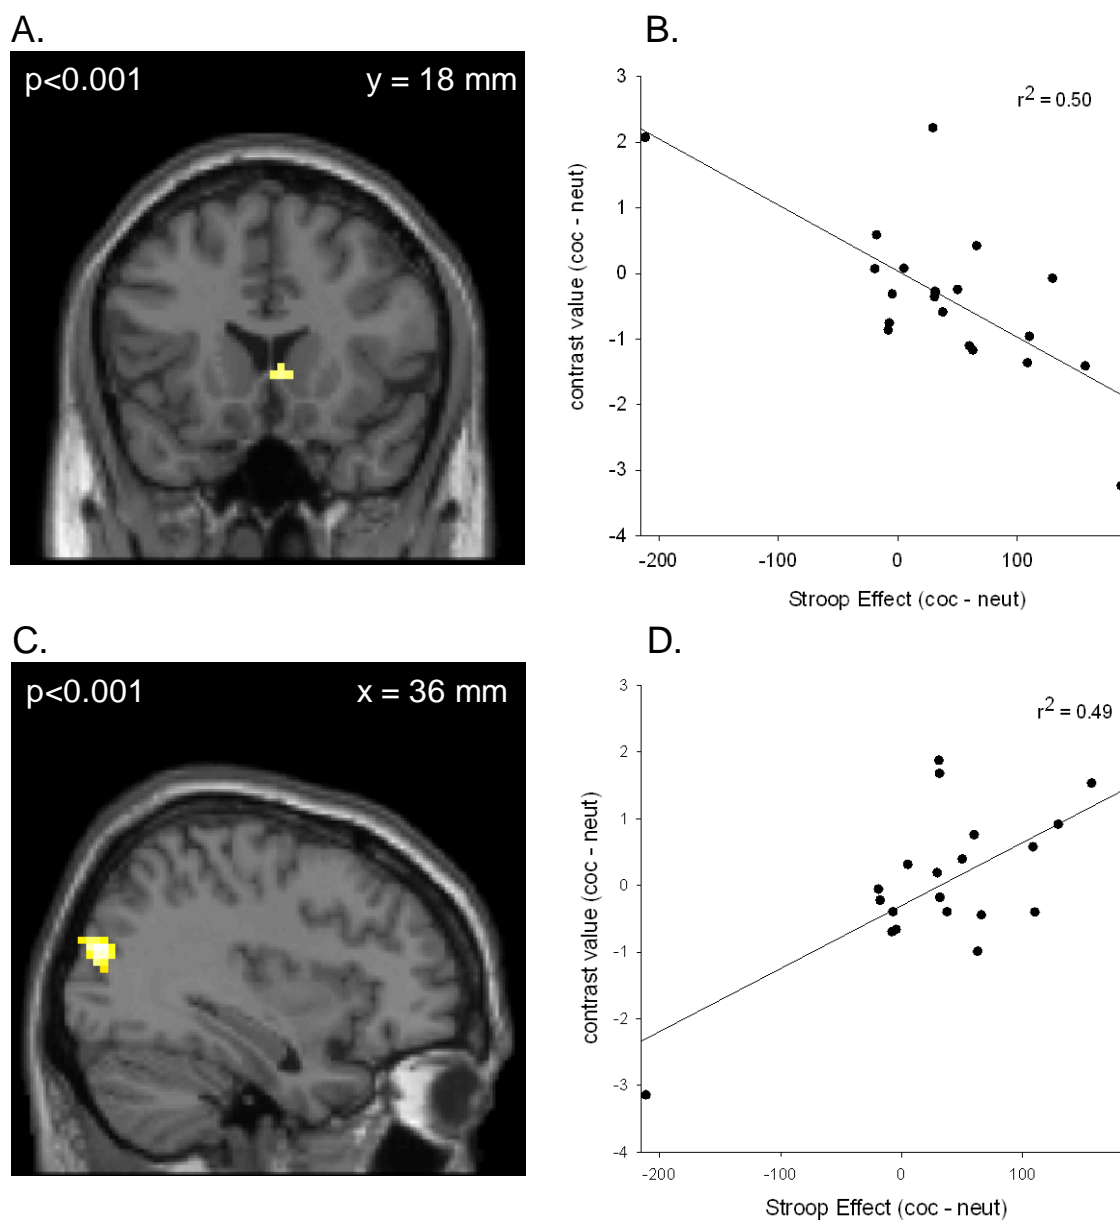 A.
p<0.001
y = 18 mm
B.
r2 = 0.50
3
2
1
0
-1
-2
-3
-4
contrast value (coc - neut)
-200
-100
0
100
Stroop Effect (coc - neut)
C.
p<0.001
x = 36 mm
D.
r2 = 0.49
3
2
1
0
-1
-2
-3
-4
contrast value (coc - neut)
-200
-100
0
100
Stroop Effect (coc - neut)